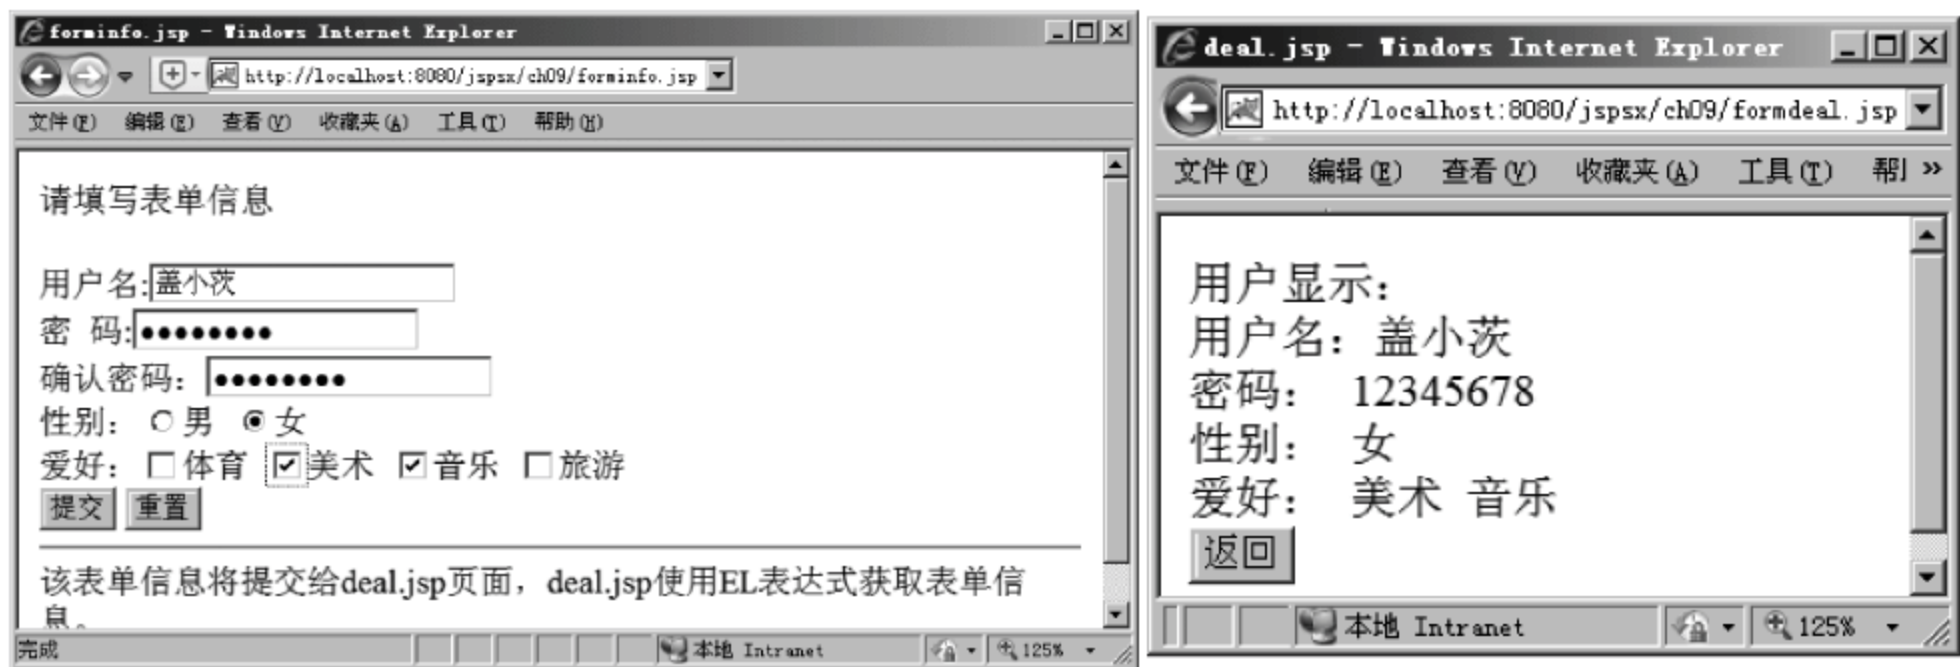 forminfo.jsp - Windows Internet Explorer
http://localhost:8080/jspsx/ch09/forminfo.jsp
文件(F) 编辑(E) 查看(V) 收藏夹(A) 工具(T) 帮助(H)
请填写表单信息
用户名:盖小茨
密 码:●●●●●●●●
确认密码：●●●●●●●●
性别： 男 女
爱好： 体育 美术 音乐 旅游
提交 重置
该表单信息将提交给deal.jsp页面，deal.jsp使用EL表达式获取表单信
息。
完成 本地 Intranet 125%
deal.jsp - Windows Internet Explorer
http://localhost:8080/jspsx/ch09/formdeal.jsp
文件(F) 编辑(E) 查看(V) 收藏夹(A) 工具(T) 帮 »
用户显示：
用户名：盖小茨
密码： 12345678
性别： 女
爱好： 美术 音乐
返回
本地 Intranet 125%